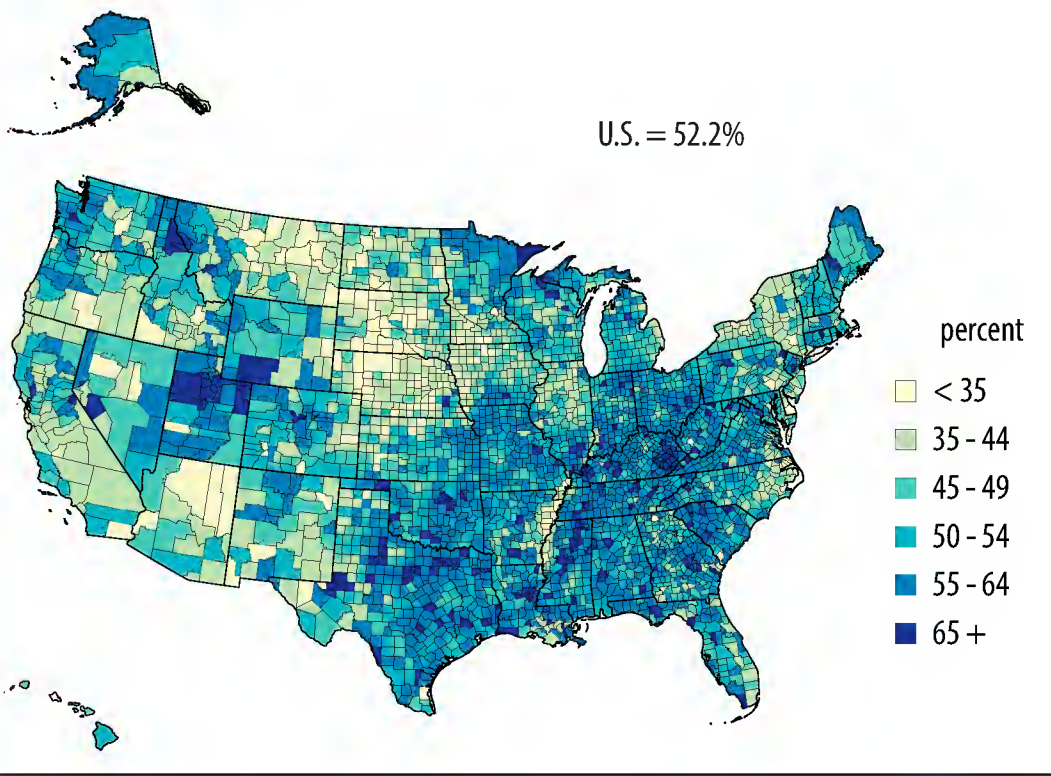 U.S. = 52.2%
percent
< 35
35 - 44
45 - 49
50 - 54
55 - 64
65 +